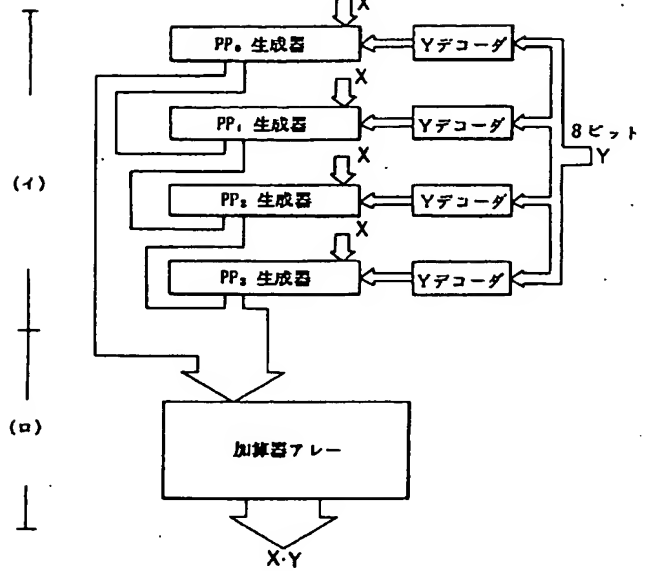 X
PP₀ 生成器
Yデコーダ
X
PP₁ 生成器
Yデコーダ
8ビット
Y
X
(イ)
PP₂ 生成器
Yデコーダ
X
PP₃ 生成器
Yデコーダ
(ロ)
加算器アレー
X·Y